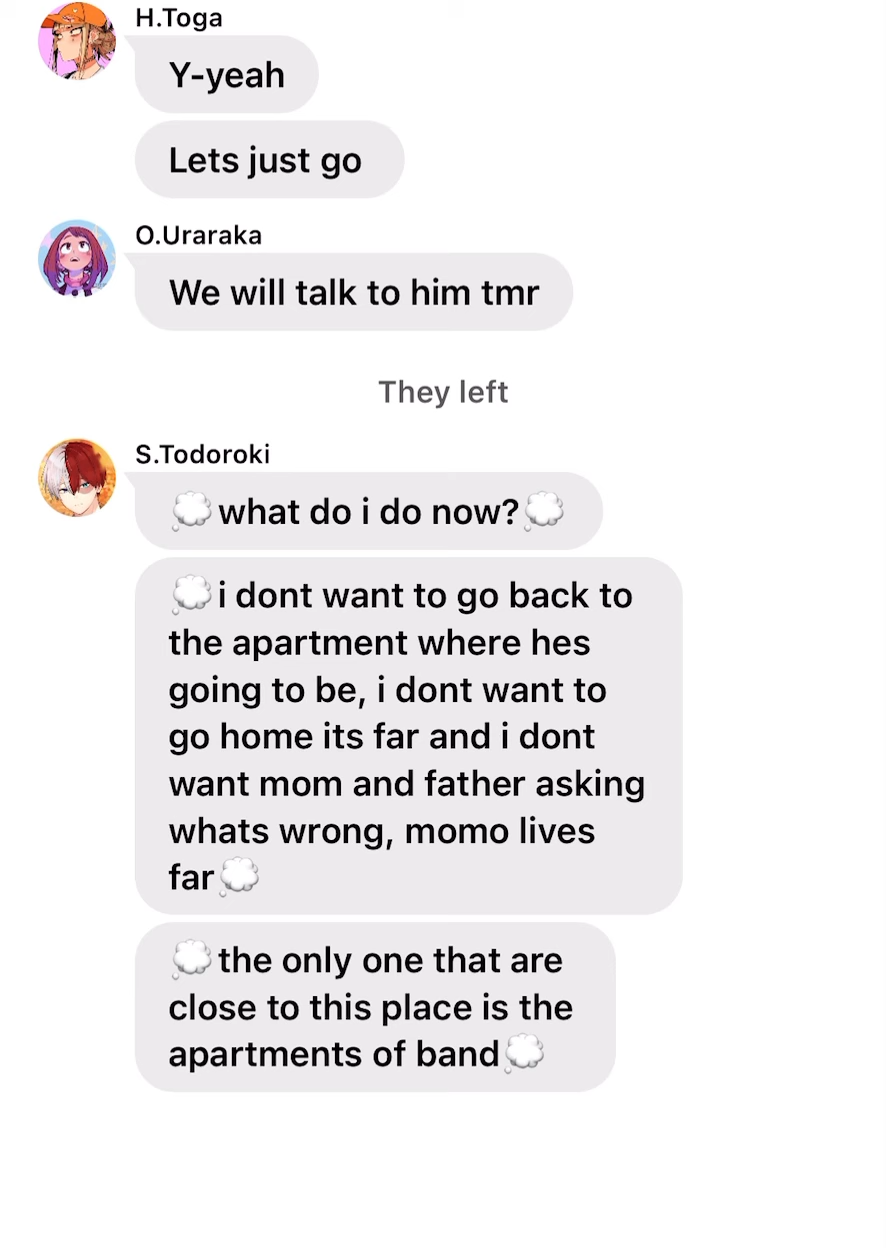 H.Toga
Y-yeah
Lets just go
O.Uraraka
We will talk to him tmr
They left
S.Todoroki
💭what do i do now?💭
💭i dont want to go back to
the apartment where hes
going to be, i dont want to
go home its far and i dont
want mom and father asking
whats wrong, momo lives
far💭
💭the only one that are
close to this place is the
apartments of band💭